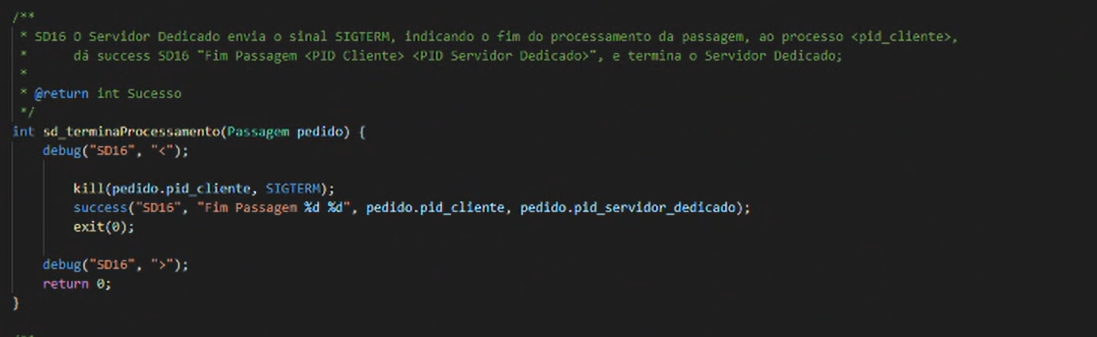 /**
 * SD16 O Servidor Dedicado envia o sinal SIGTERM, indicando o fim do processamento da passagem, ao processo <pid_cliente>,
 *      dá success SD16 "Fim Passagem <PID Cliente> <PID Servidor Dedicado>", e termina o Servidor Dedicado;
 *
 * @return int Sucesso
 */
int sd_terminaProcessamento(Passagem pedido) {
    debug("SD16", "<");

        kill(pedido.pid_cliente, SIGTERM);
        success("SD16", "Fim Passagem %d %d", pedido.pid_cliente, pedido.pid_servidor_dedicado);
        exit(0);

    debug("SD16", ">");
    return 0;
}